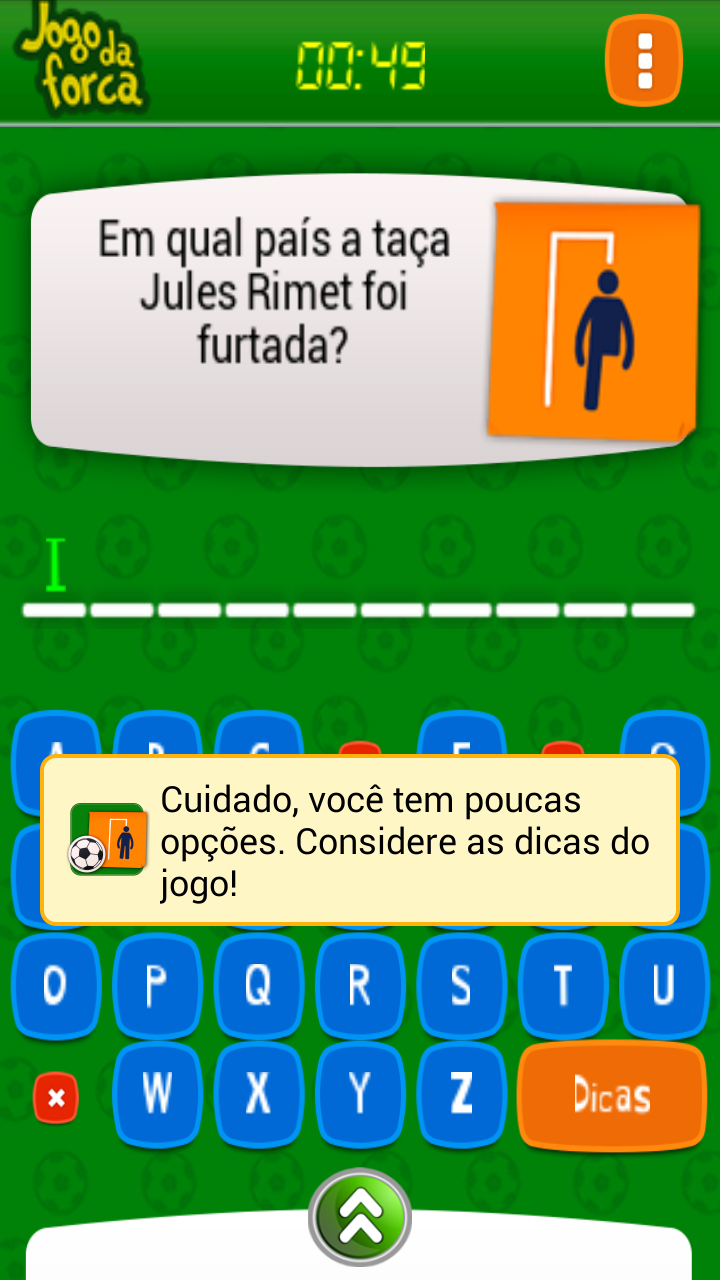 Jogo da
forca
00:49
Em qual país a taça
Jules Rimet foi
furtada?
I
Cuidado, você tem poucas
opções. Considere as dicas do
jogo!
O P Q R S T U
W X Y Z Dicas